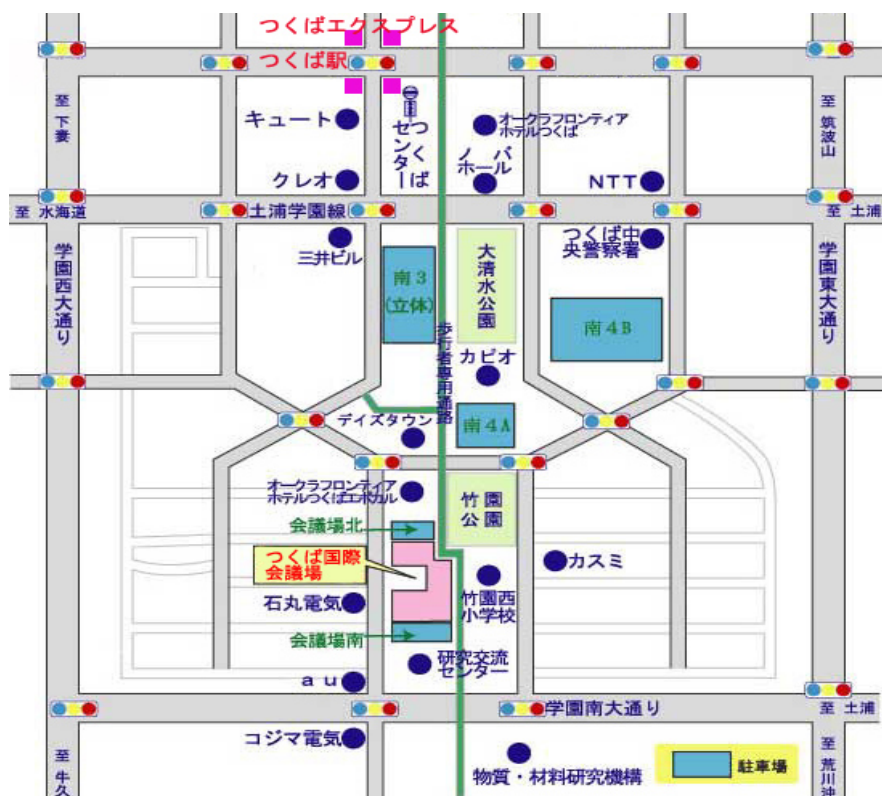 つくばエクスプレス
つくば駅
至 下妻
キュート
つくば
センター
オークラフロンティア
ホテルつくば
至 筑波山
クレオ
ノバ
ホール
NTT
至 水海道
土浦学園線
至 土浦
学園西大通り
三井ビル
南3
(立体)
大清水公園
つくば中
央警察署
学園東大通り
南4B
歩行者専用通路
カピオ
デイズタウン
南4A
オークラフロンティア
ホテルつくばエポカル
竹園
公園
会議場北
つくば国際
会議場
カスミ
石丸電気
竹園西
小学校
会議場南
研究交流
センター
au
学園南大通り
至 土浦
コジマ電気
至 牛久
物質・材料研究機構
駐車場
至 荒川沖